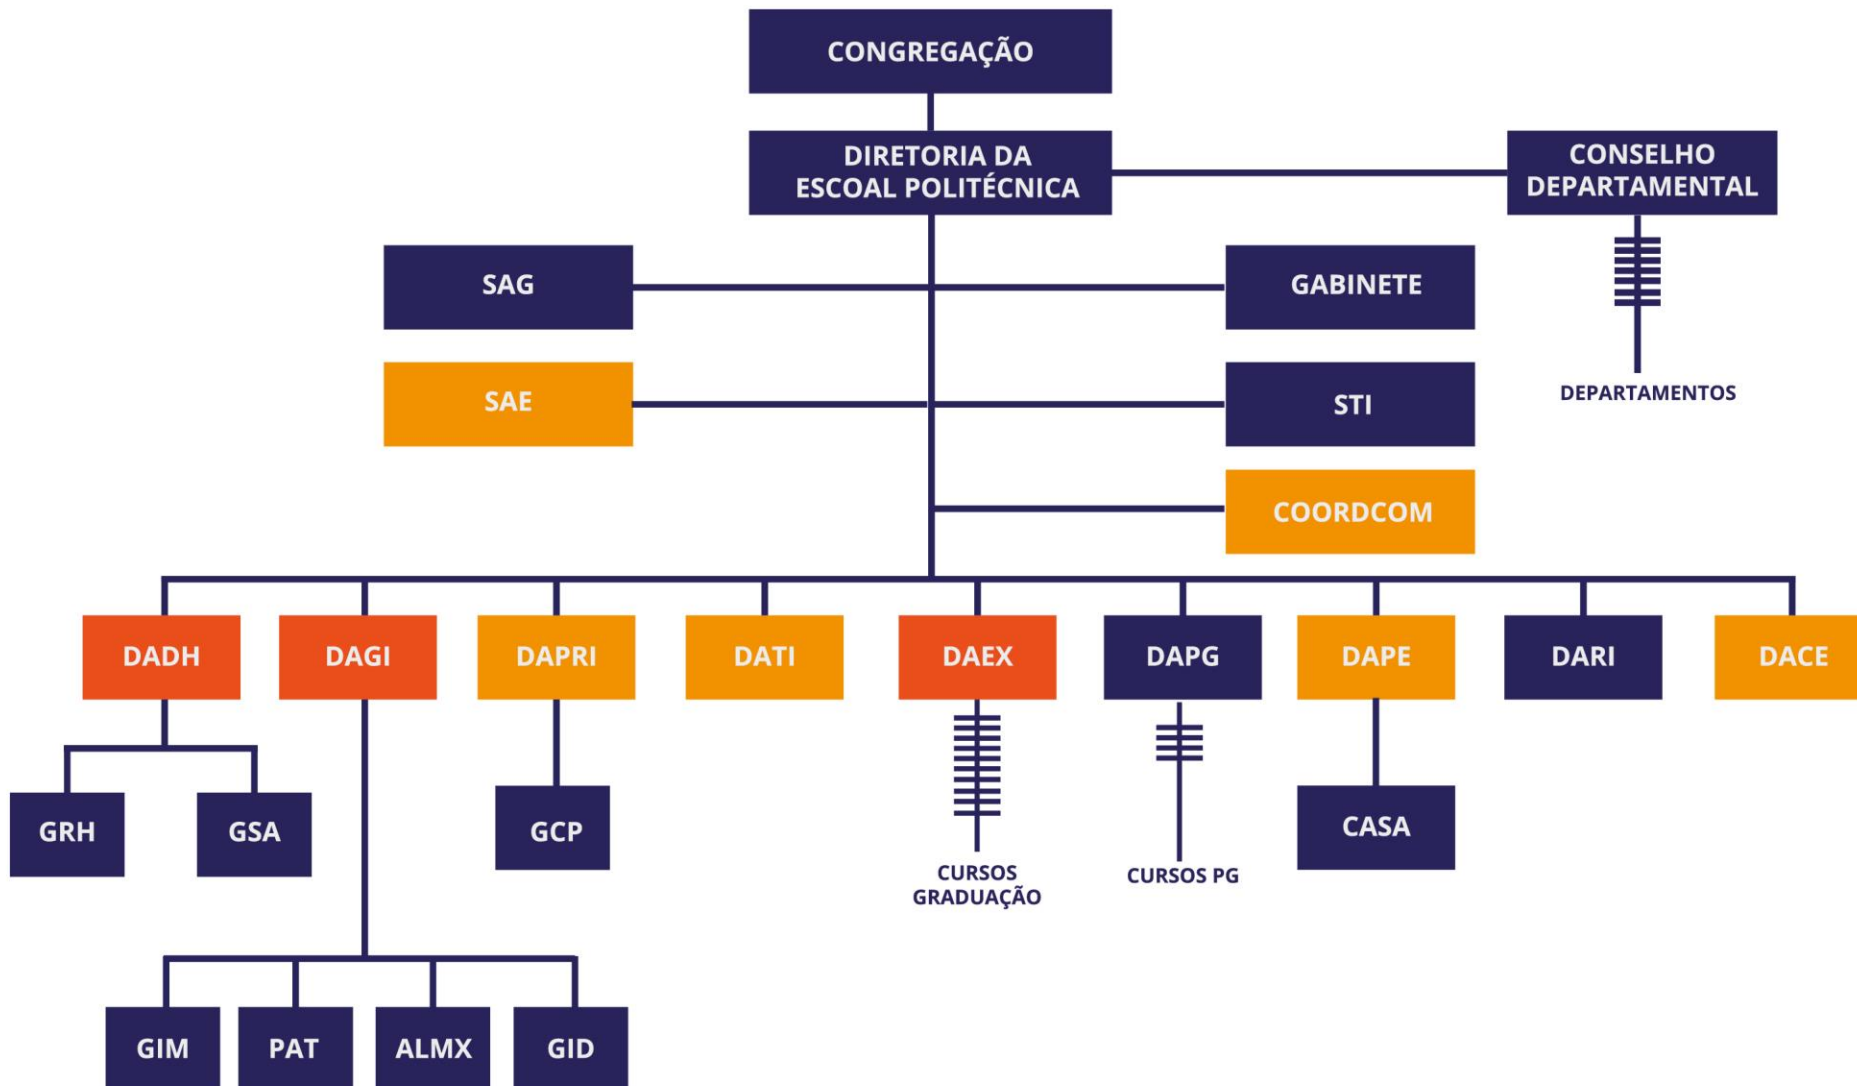 CONGREGAÇÃO
DIRETORIA DA
ESCOAL POLITÉCNICA
CONSELHO
DEPARTAMENTAL
SAG
GABINETE
SAE
STI
DEPARTAMENTOS
COORDCOM
DADH
DAGI
DAPRI
DATI
DAEX
DAPG
DAPE
DARI
DACE
GRH
GSA
GCP
CURSOS
GRADUAÇÃO
CURSOS PG
CASA
GIM
PAT
ALMX
GID